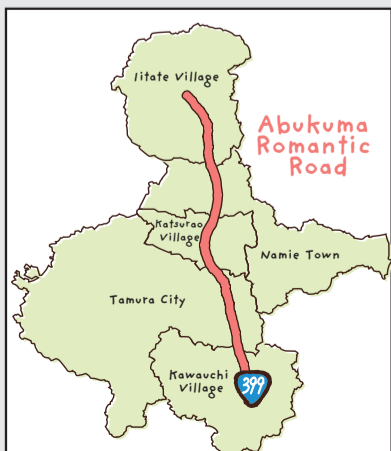 Iitate Village
Abukuma
Romantic
Road
Katsurao
Village
Namie Town
Tamura City
Kawauchi
Village
399